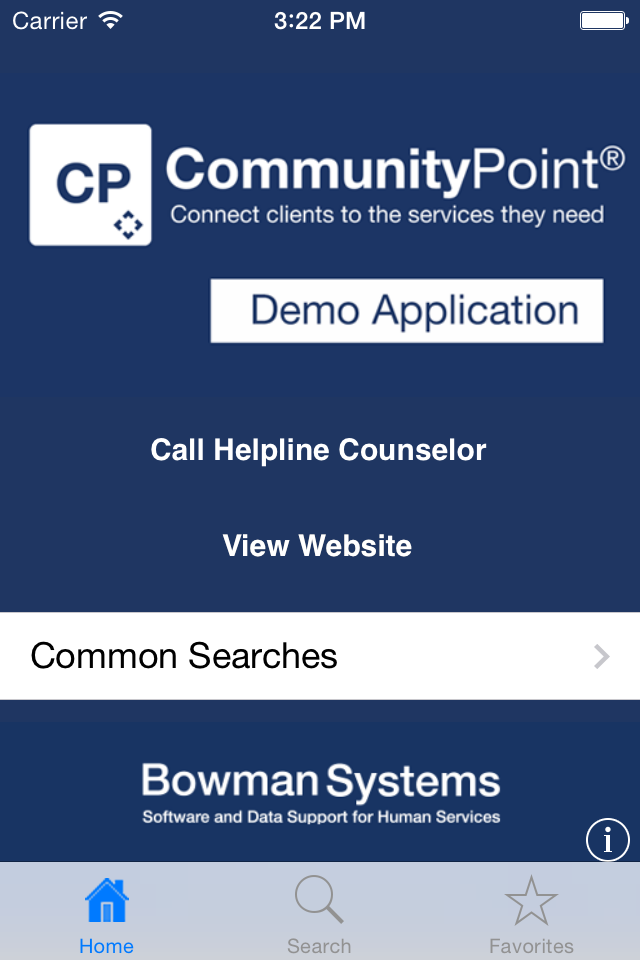 Carrier 3:22 PM
CP
CommunityPoint®
Connect clients to the services they need
Demo Application
Call Helpline Counselor
View Website
Common Searches
Bowman Systems
Software and Data Support for Human Services
i
Home Search Favorites